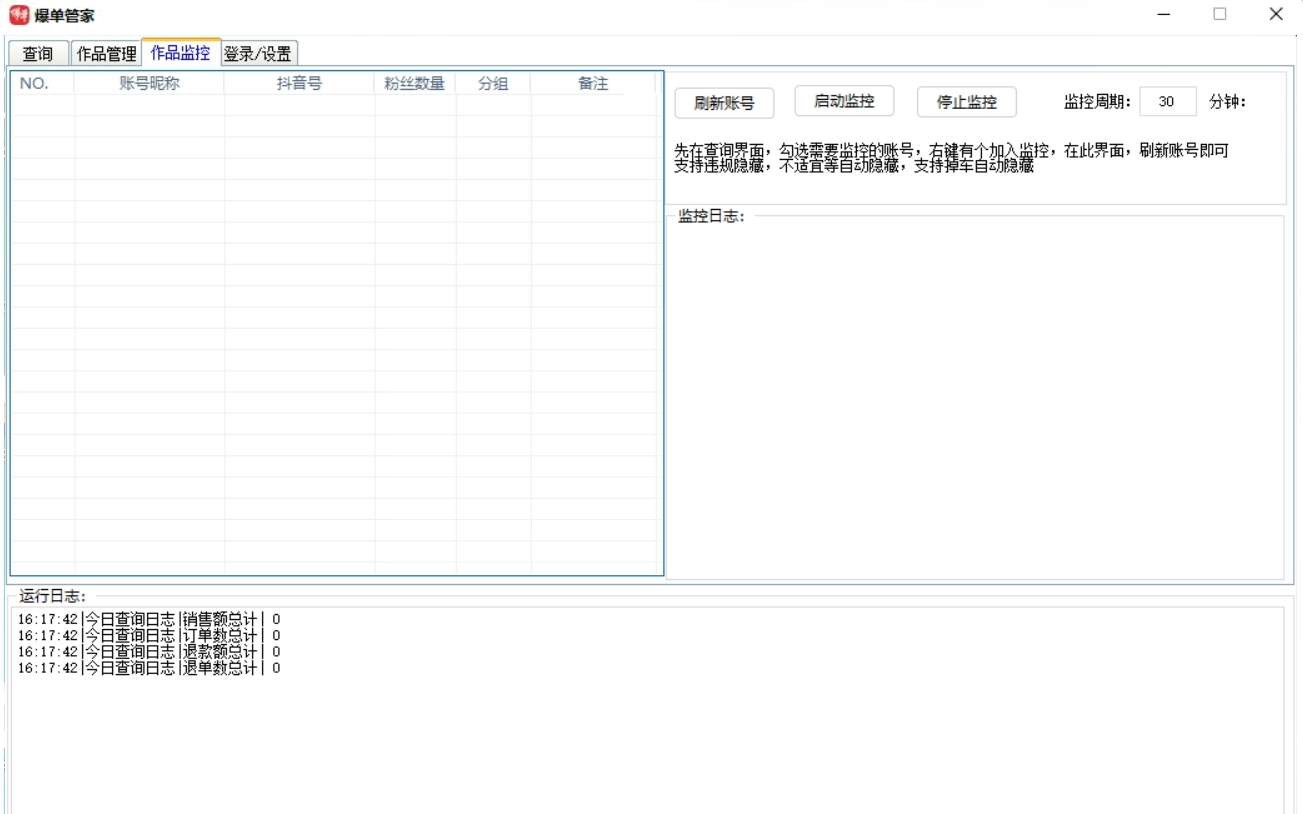 爆单
爆单管家
查询 作品管理 作品监控 登录/设置
NO. 账号昵称 抖音号 粉丝数量 分组 备注
刷新账号 启动监控 停止监控 监控周期: 30 分钟:
先在查询界面，勾选需要监控的账号，右键有个加入监控，在此界面，刷新账号即可
支持违规隐藏，不适宜等自动隐藏，支持掉车自动隐藏
监控日志:
运行日志:
16:17:42|今日查询日志|销售额总计| 0
16:17:42|今日查询日志|订单数总计| 0
16:17:42|今日查询日志|退款额总计| 0
16:17:42|今日查询日志|退单数总计| 0